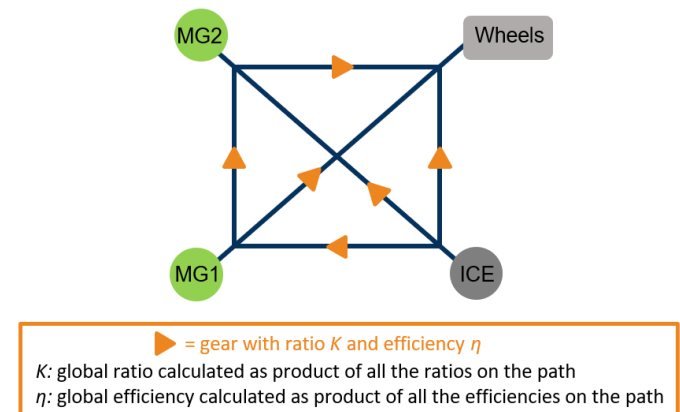 MG2
Wheels
MG1
ICE
= gear with ratio K and efficiency η
K: global ratio calculated as product of all the ratios on the path
η: global efficiency calculated as product of all the efficiencies on the path